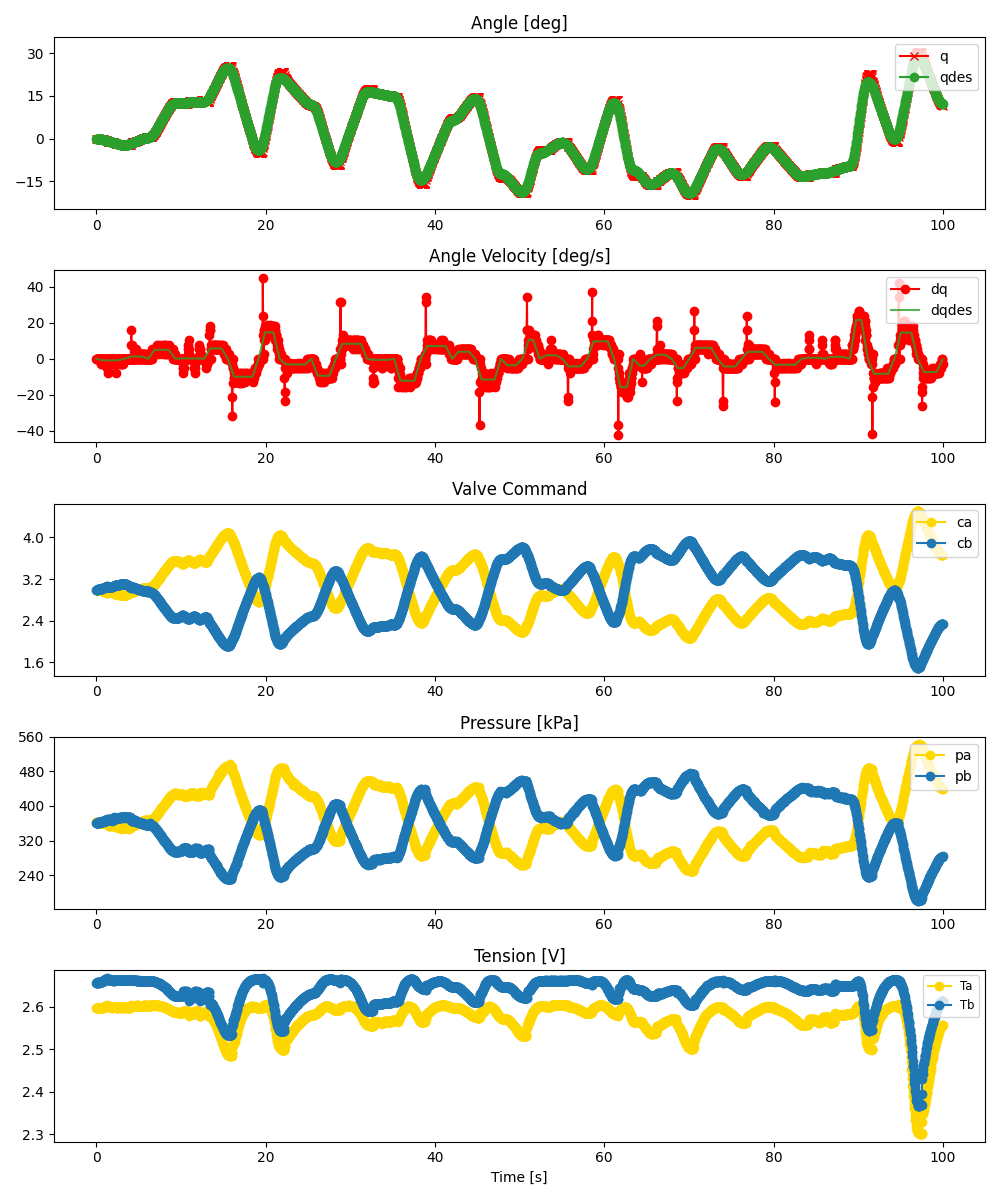 Angle [deg]
30
15
0
−15
q
qdes
0 20 40 60 80 100
Angle Velocity [deg/s]
40
20
0
−20
−40
dq
dqdes
0 20 40 60 80 100
Valve Command
4.0
3.2
2.4
1.6
ca
cb
0 20 40 60 80 100
Pressure [kPa]
560
480
400
320
240
pa
pb
0 20 40 60 80 100
Tension [V]
2.6
2.5
2.4
2.3
Ta
Tb
0 20 40 60 80 100
Time [s]